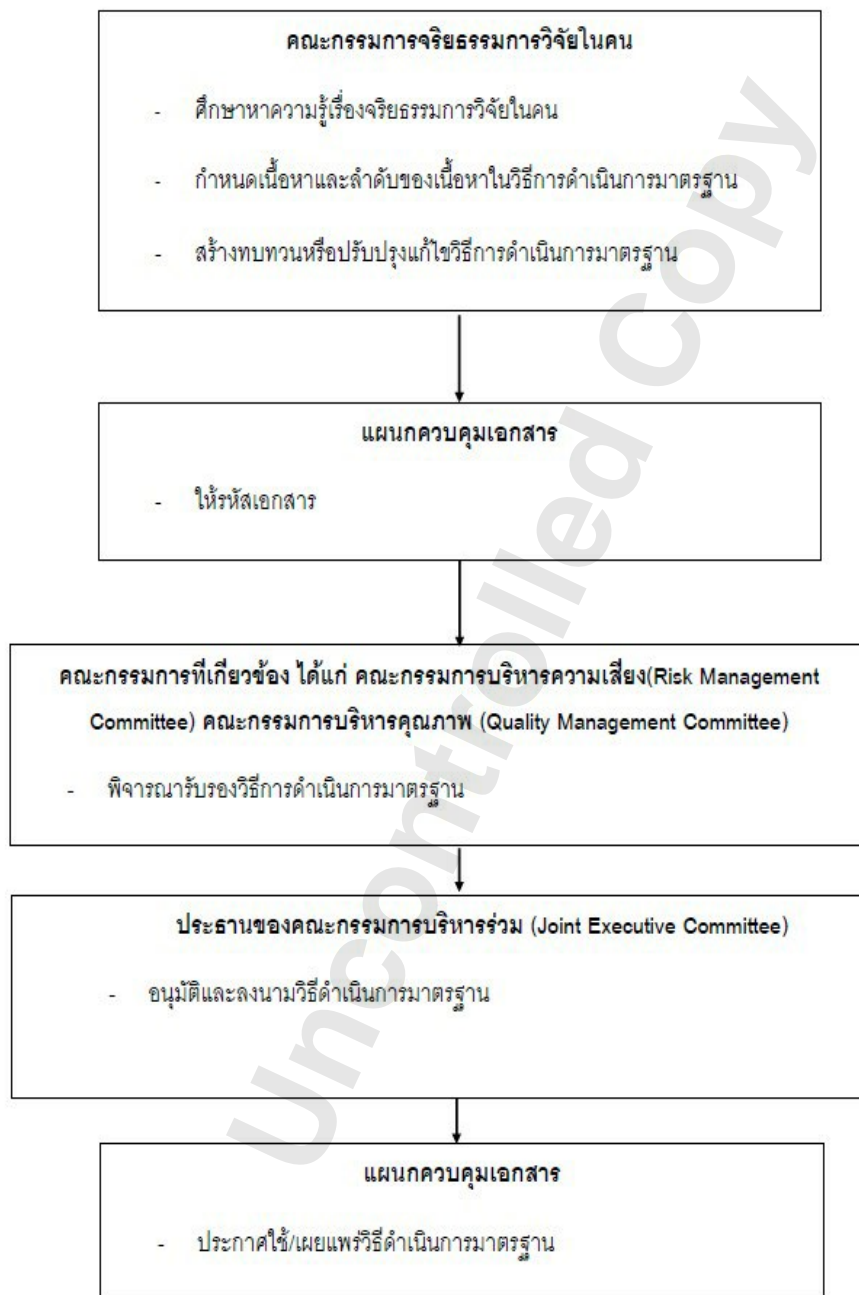 คณะกรรมการจริยธรรมการวิจัยในคน
- ศึกษาหาความรู้เรื่องจริยธรรมการวิจัยในคน
- กำหนดเนื้อหาและลำดับของเนื้อหาในวิธีการดำเนินการมาตรฐาน
- สร้างทบทวนหรือปรับปรุงแก้ไขวิธีการดำเนินการมาตรฐาน
แผนกควบคุมเอกสาร
- ให้รหัสเอกสาร
คณะกรรมการที่เกี่ยวข้อง ได้แก่ คณะกรรมการบริหารความเสี่ยง(Risk Management
Committee) คณะกรรมการบริหารคุณภาพ (Quality Management Committee)
- พิจารณารับรองวิธีการดำเนินการมาตรฐาน
ประธานของคณะกรรมการบริหารร่วม (Joint Executive Committee)
- อนุมัติและลงนามวิธีดำเนินการมาตรฐาน
แผนกควบคุมเอกสาร
- ประกาศใช้/เผยแพร่วิธีดำเนินการมาตรฐาน
Uncontrolled Copy